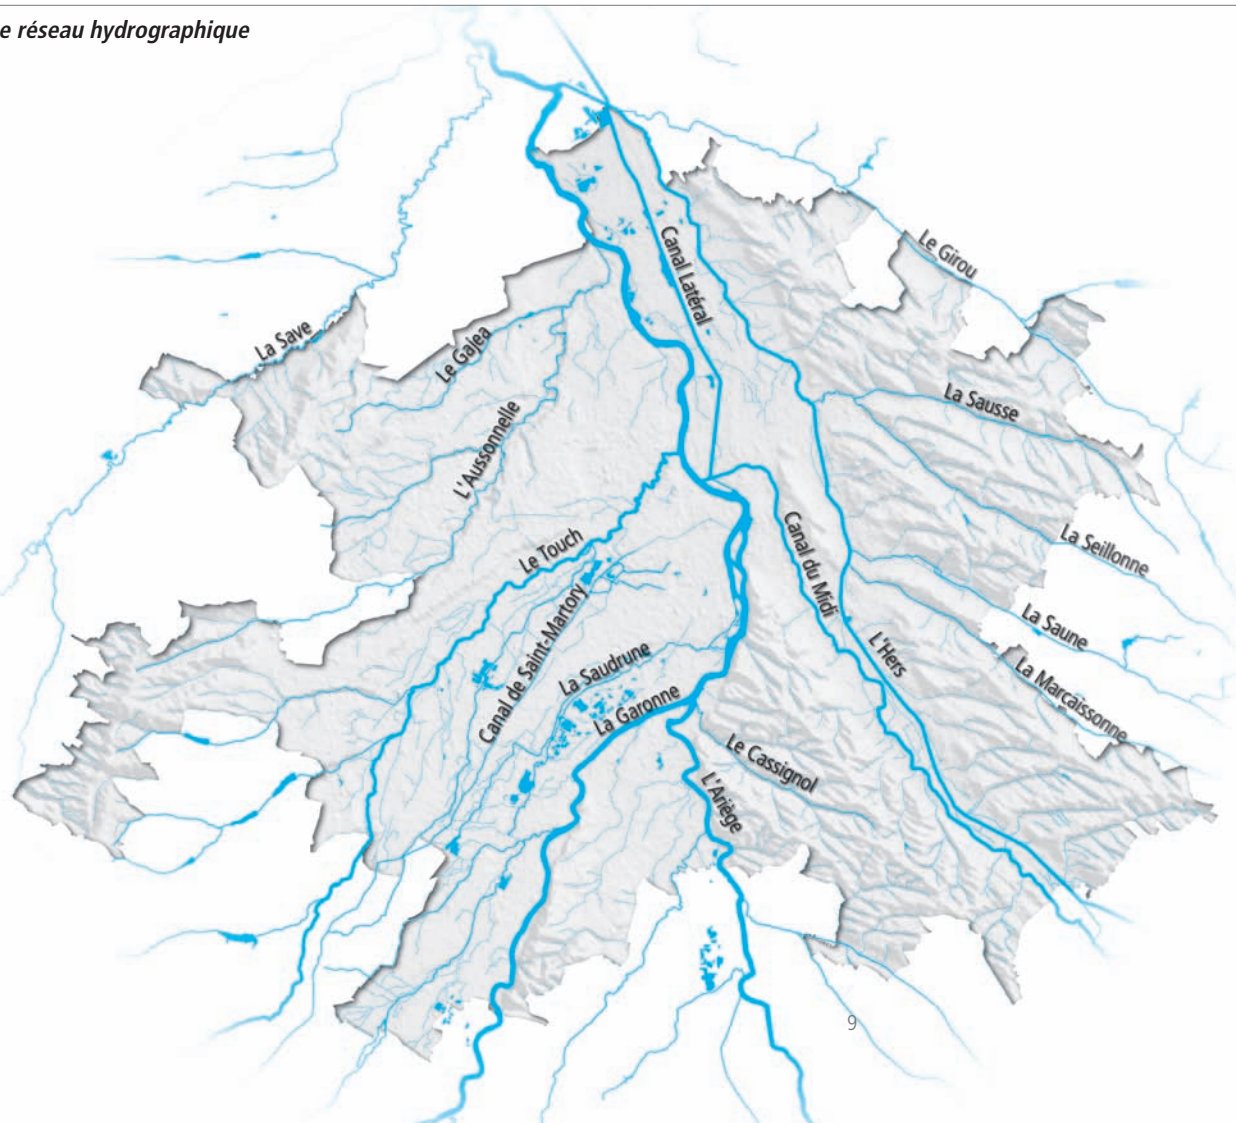 e réseau hydrographique
Le Girou
Canal Latéral
La Save
Le Gajea
La Sausse
L'Aussonnelle
Canal du Midi
La Seillonne
Le Touch
Canal de Saint-Martory
La Saune
L'Hers
La Saudrune
La Marcaissonne
La Garonne
Le Cassignol
L'Ariège
9